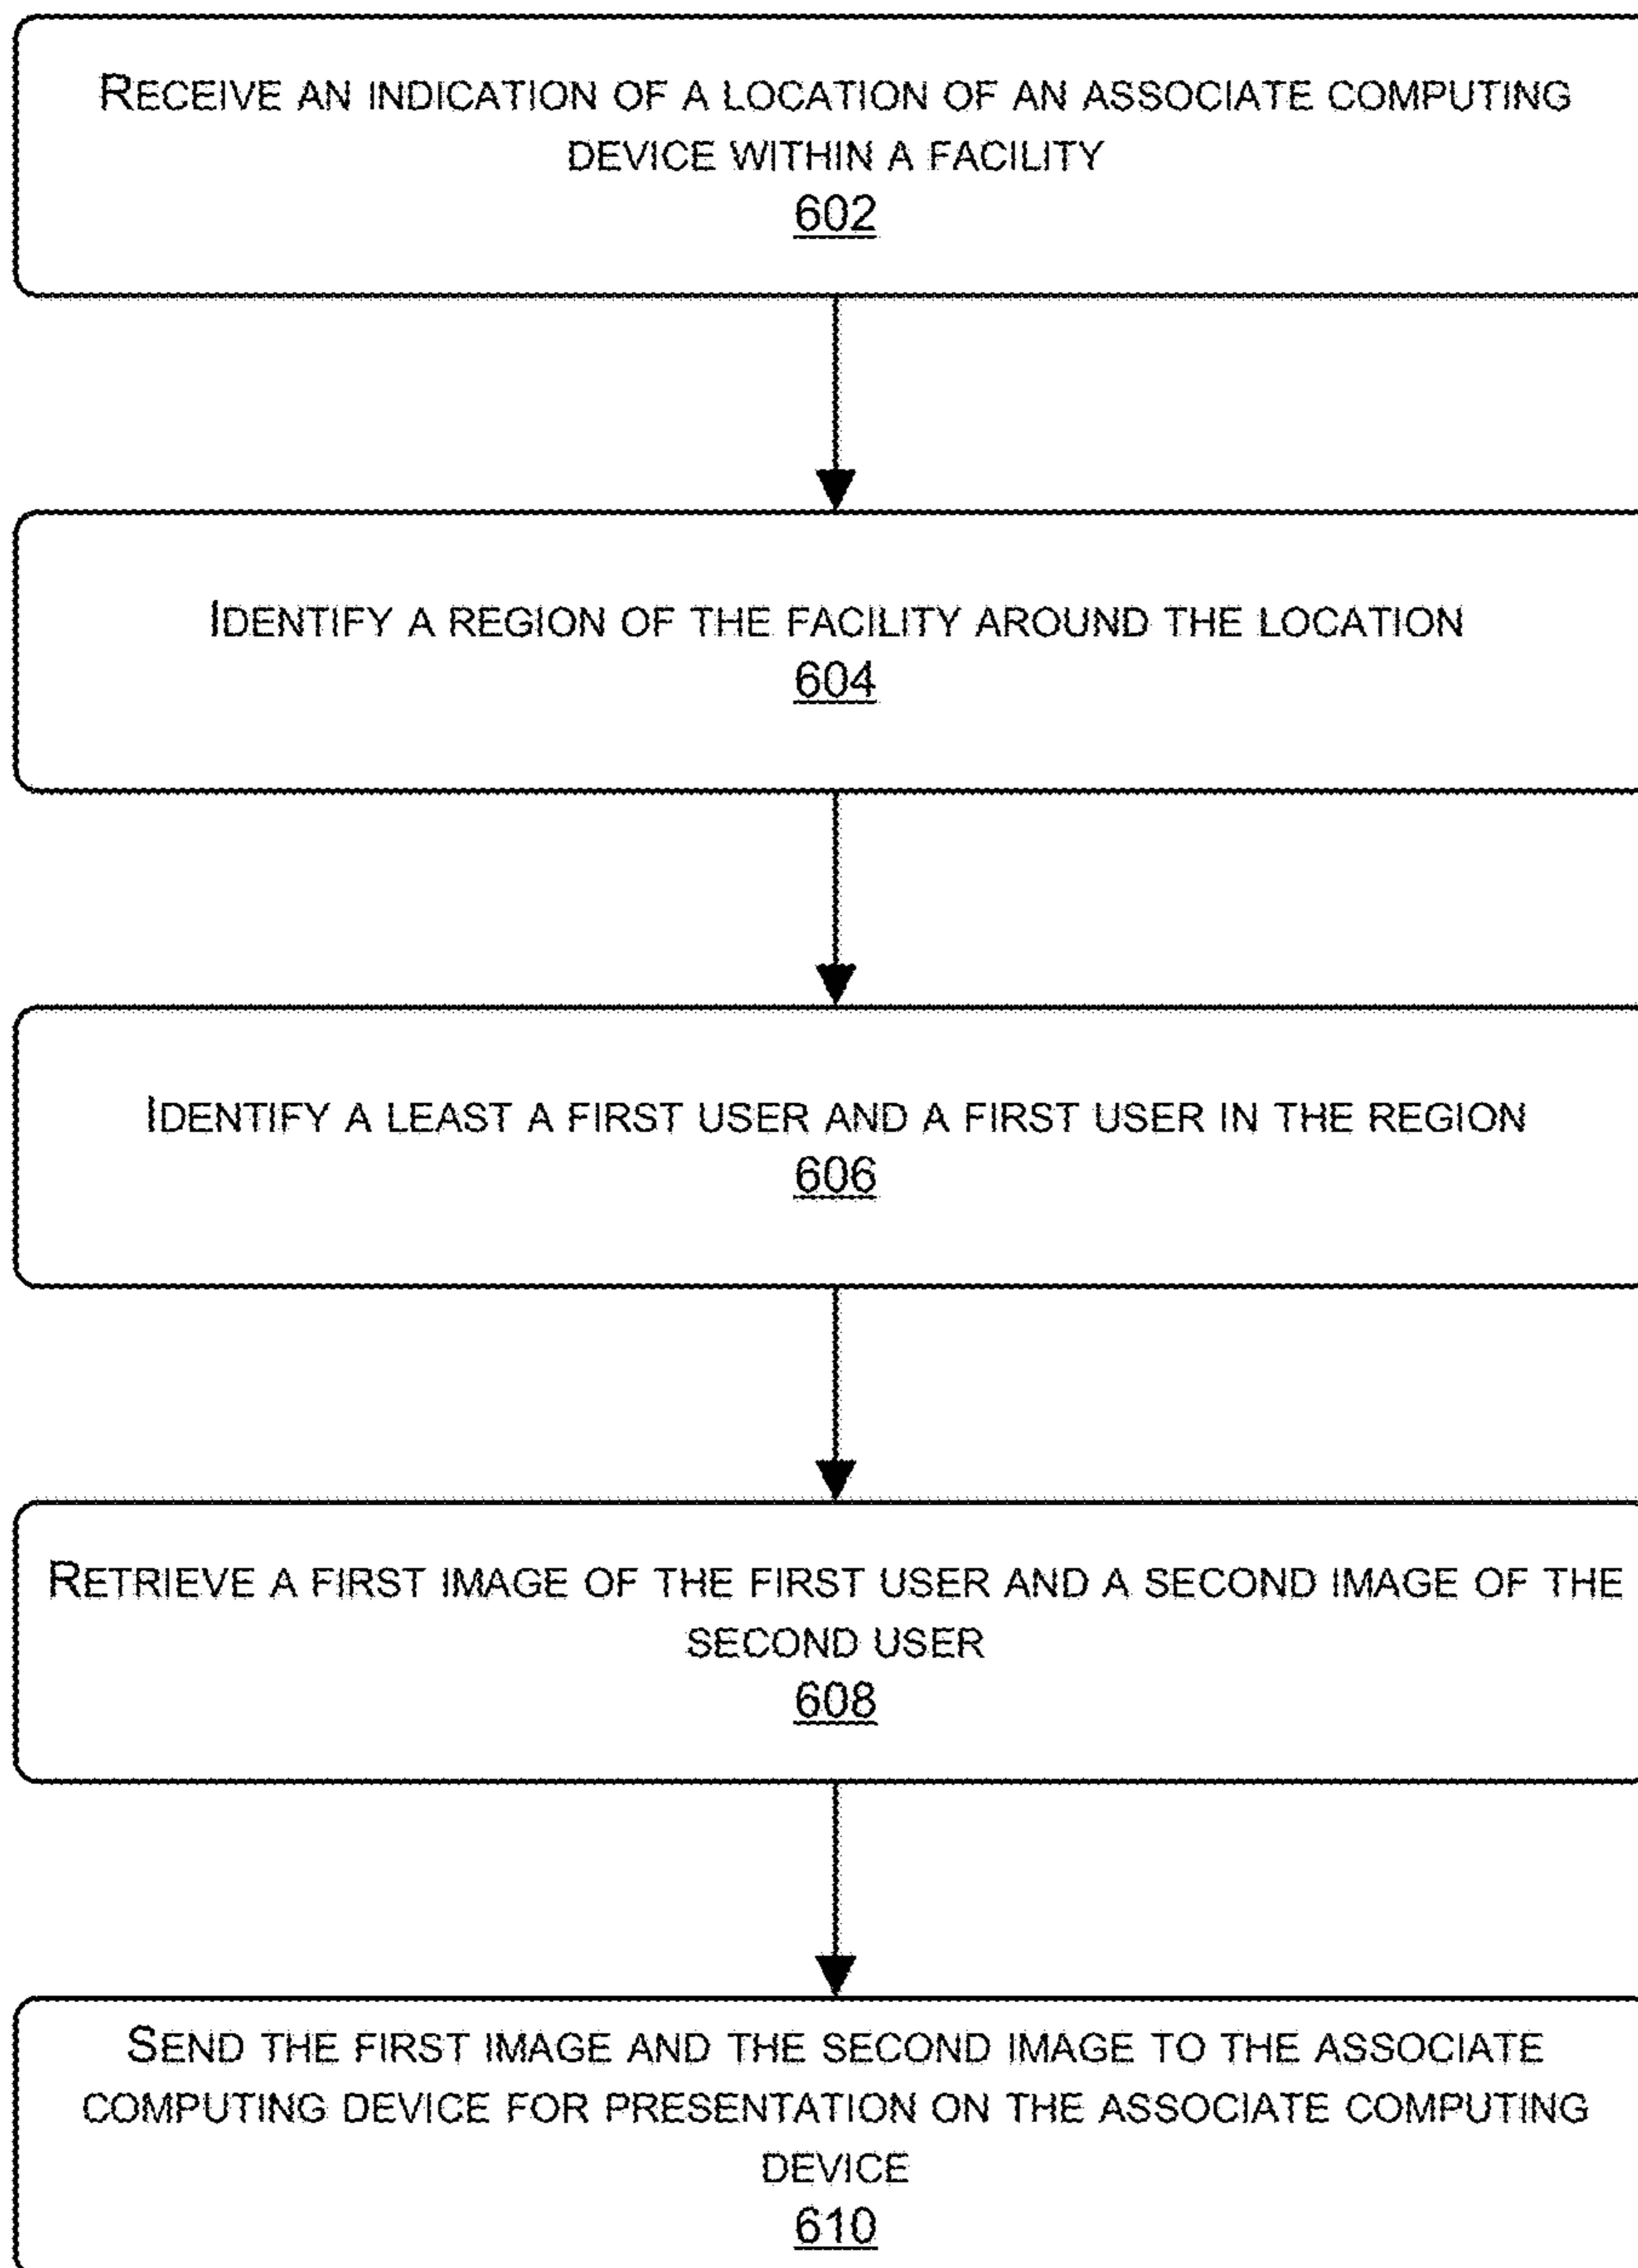 RECEIVE AN INDICATION OF A LOCATION OF AN ASSOCIATE COMPUTING
DEVICE WITHIN A FACILITY
602
IDENTIFY A REGION OF THE FACILITY AROUND THE LOCATION
604
IDENTIFY A LEAST A FIRST USER AND A FIRST USER IN THE REGION
606
RETRIEVE A FIRST IMAGE OF THE FIRST USER AND A SECOND IMAGE OF THE
SECOND USER
608
SEND THE FIRST IMAGE AND THE SECOND IMAGE TO THE ASSOCIATE
COMPUTING DEVICE FOR PRESENTATION ON THE ASSOCIATE COMPUTING
DEVICE
610